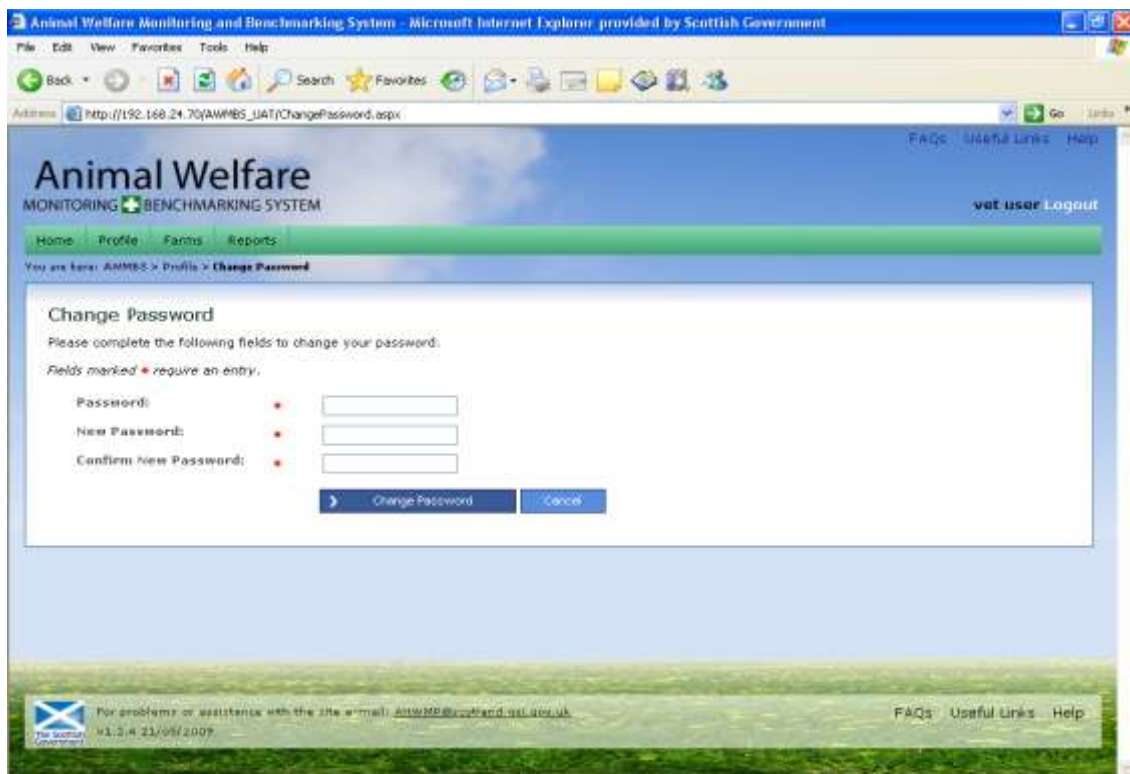 Animal Welfare Monitoring and Benchmarking System - Microsoft Internet Explorer provided by Scottish Government
File Edit View Favorites Tools Help
Back Search Favorites
Address http://192.168.24.70/AWMBS_UAT/ChangePassword.aspx Go Links
FAQs Useful Links Help
Animal Welfare
MONITORING BENCHMARKING SYSTEM
vet user Logout
Home Profile Farms Reports
You are here: AWMBS > Profile > Change Password
Change Password
Please complete the following fields to change your password.
Fields marked * require an entry.
Password: *
New Password: *
Confirm New Password: *
Change Password Cancel
For problems or assistance with the site e-mail:
FAQs Useful Links Help
The Scottish Government